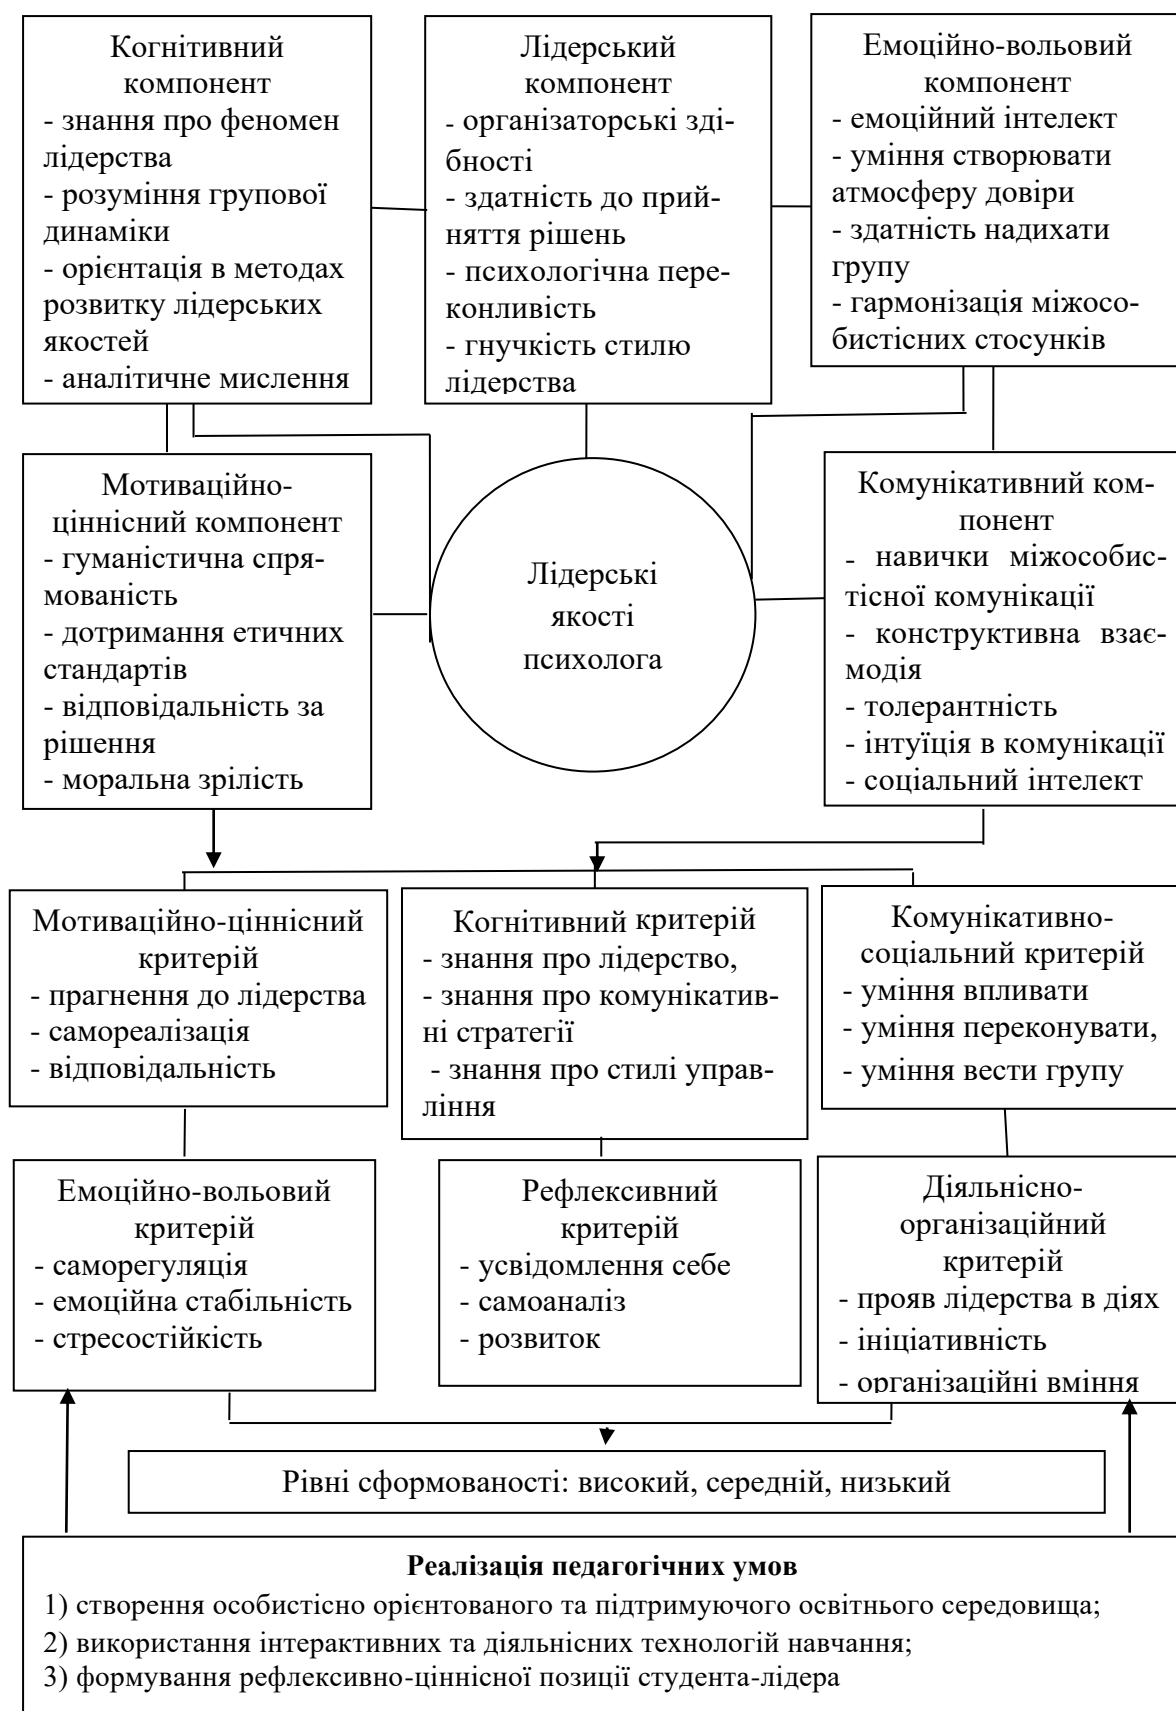 Когнітивний
компонент
- знання про феномен
лідерства
- розуміння групової
динаміки
- орієнтація в методах
розвитку лідерських
якостей
- аналітичне мислення
Лідерський
компонент
- організаторські зді-
бності
- здатність до прий-
няття рішень
- психологічна пере-
конливість
- гнучкість стилю
лідерства
Емоційно-вольовий
компонент
- емоційний інтелект
- уміння створювати
атмосферу довіри
- здатність надихати
групу
- гармонізація міжосо-
бистісних стосунків
Мотиваційно-
ціннісний компонент
- гуманістична спря-
мованість
- дотримання етичних
стандартів
- відповідальність за
рішення
- моральна зрілість
Лідерські
якості
психолога
Комунікативний ком-
понент
- навички міжособис-
тісної комунікації
- конструктивна взає-
модія
- толерантність
- інтуїція в комунікації
- соціальний інтелект
Мотиваційно-ціннісний
критерій
- прагнення до лідерства
- самореалізація
- відповідальність
Когнітивний критерій
- знання про лідерство,
- знання про комунікатив-
ні стратегії
- знання про стилі управ-
ління
Комунікативно-
соціальний критерій
- уміння впливати
- уміння переконувати,
- уміння вести групу
Емоційно-вольовий
критерій
- саморегуляція
- емоційна стабільність
- стресостійкість
Рефлексивний
критерій
- усвідомлення себе
- самоаналіз
- розвиток
Діяльнісно-
організаційний
критерій
- прояв лідерства в діях
- ініціативність
- організаційні вміння
Рівні сформованості: високий, середній, низький
Реалізація педагогічних умов
1) створення особистісно орієнтованого та підтримуючого освітнього середовища;
2) використання інтерактивних та діяльнісних технологій навчання;
3) формування рефлексивно-ціннісної позиції студента-лідера